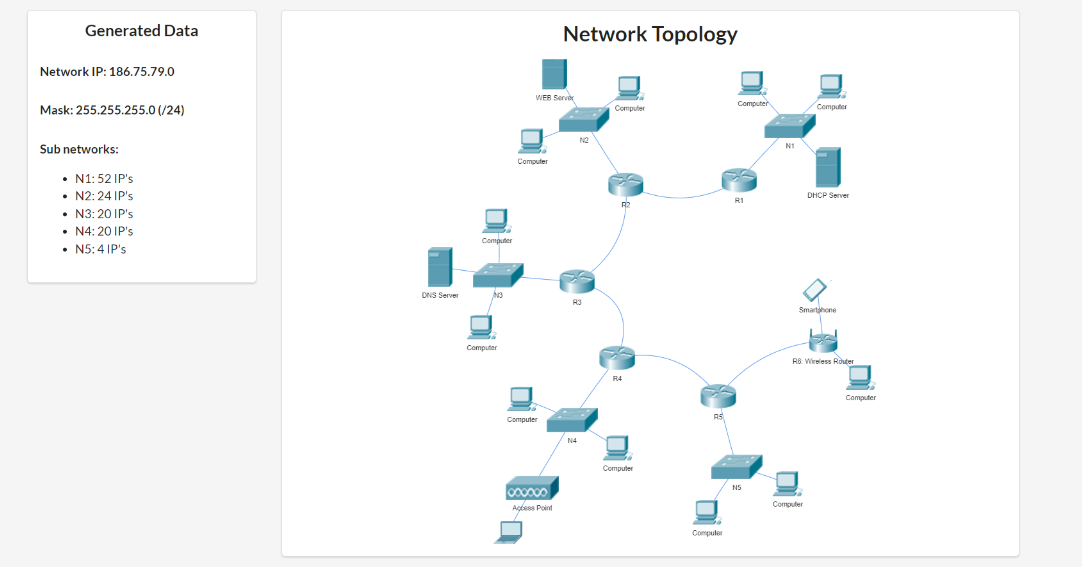 Generated Data
Network IP: 186.75.79.0
Mask: 255.255.255.0 (/24)
Sub networks:
N1: 52 IP's
N2: 24 IP's
N3: 20 IP's
N4: 20 IP's
N5: 4 IP's
Network Topology
WEB Server
Computer
Computer
N2
Computer
Computer
N1
DHCP Server
R2
R1
Computer
DNS Server
N3
Computer
R3
Smartphone
R6: Wireless Router
Computer
R4
R5
Computer
N4
Computer
Access Point
N5
Computer
Computer